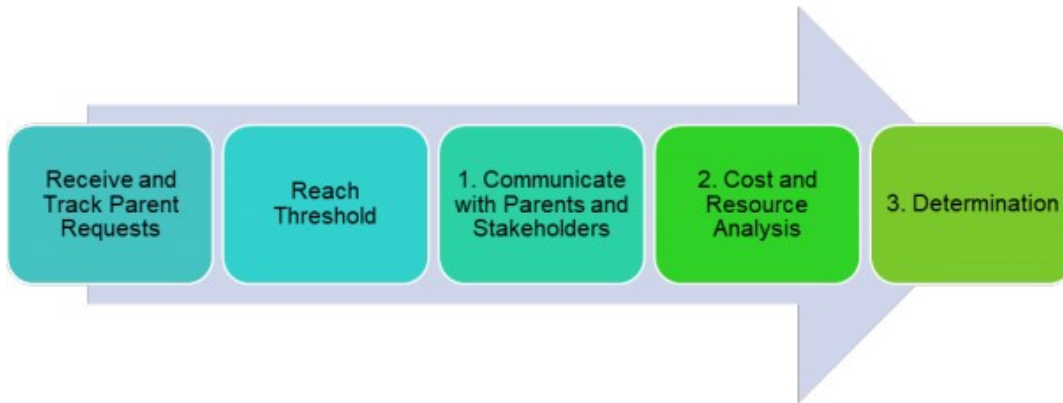 Receive and
Track Parent
Requests
Reach
Threshold
1. Communicate
with Parents and
Stakeholders
2. Cost and
Resource
Analysis
3. Determination